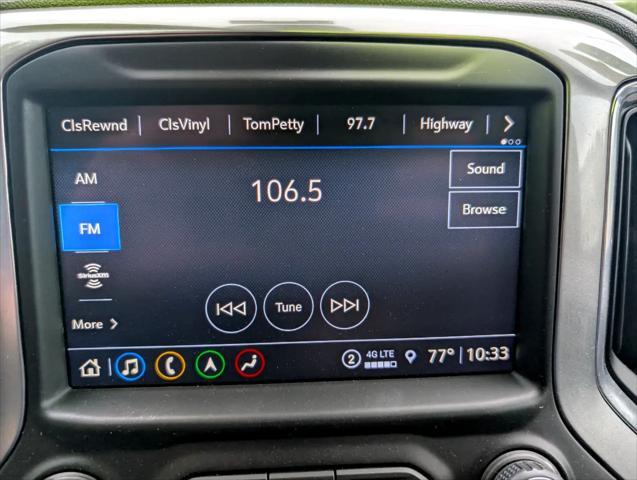 ClsRewnd ClsVinyl TomPetty 97.7 Highway
AM
106.5
Sound
FM
Browse
SiriusXM
Tune
More
2 4G LTE 77° 10:33